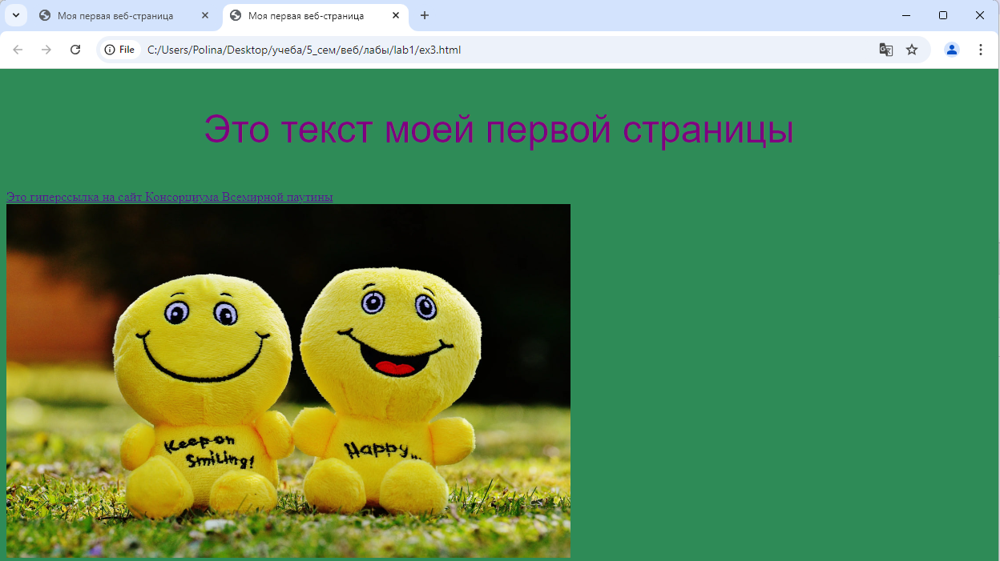 Моя первая веб-страница
Моя первая веб-страница
File
C:/Users/Polina/Desktop/учеба/5_сем/веб/лабы/lab1/ex3.html
Это текст моей первой страницы
Это гиперссылка на сайт Консорциума Всемирной паутины
Keep on
Smiling!
Happy...